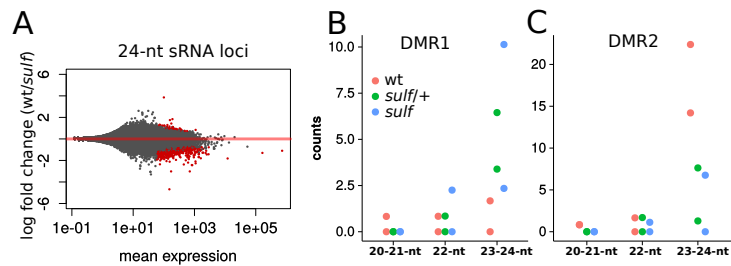 A
24-nt sRNA loci
log fold change (wt/sulf)
6
2
-2
-6
1e-01 1e+01 1e+03 1e+05
mean expression
B
DMR1
counts
10.0
7.5
5.0
2.5
0.0
wt
sulf/+
sulf
20-21-nt 22-nt 23-24-nt
C
DMR2
20
15
10
5
0
20-21-nt 22-nt 23-24-nt